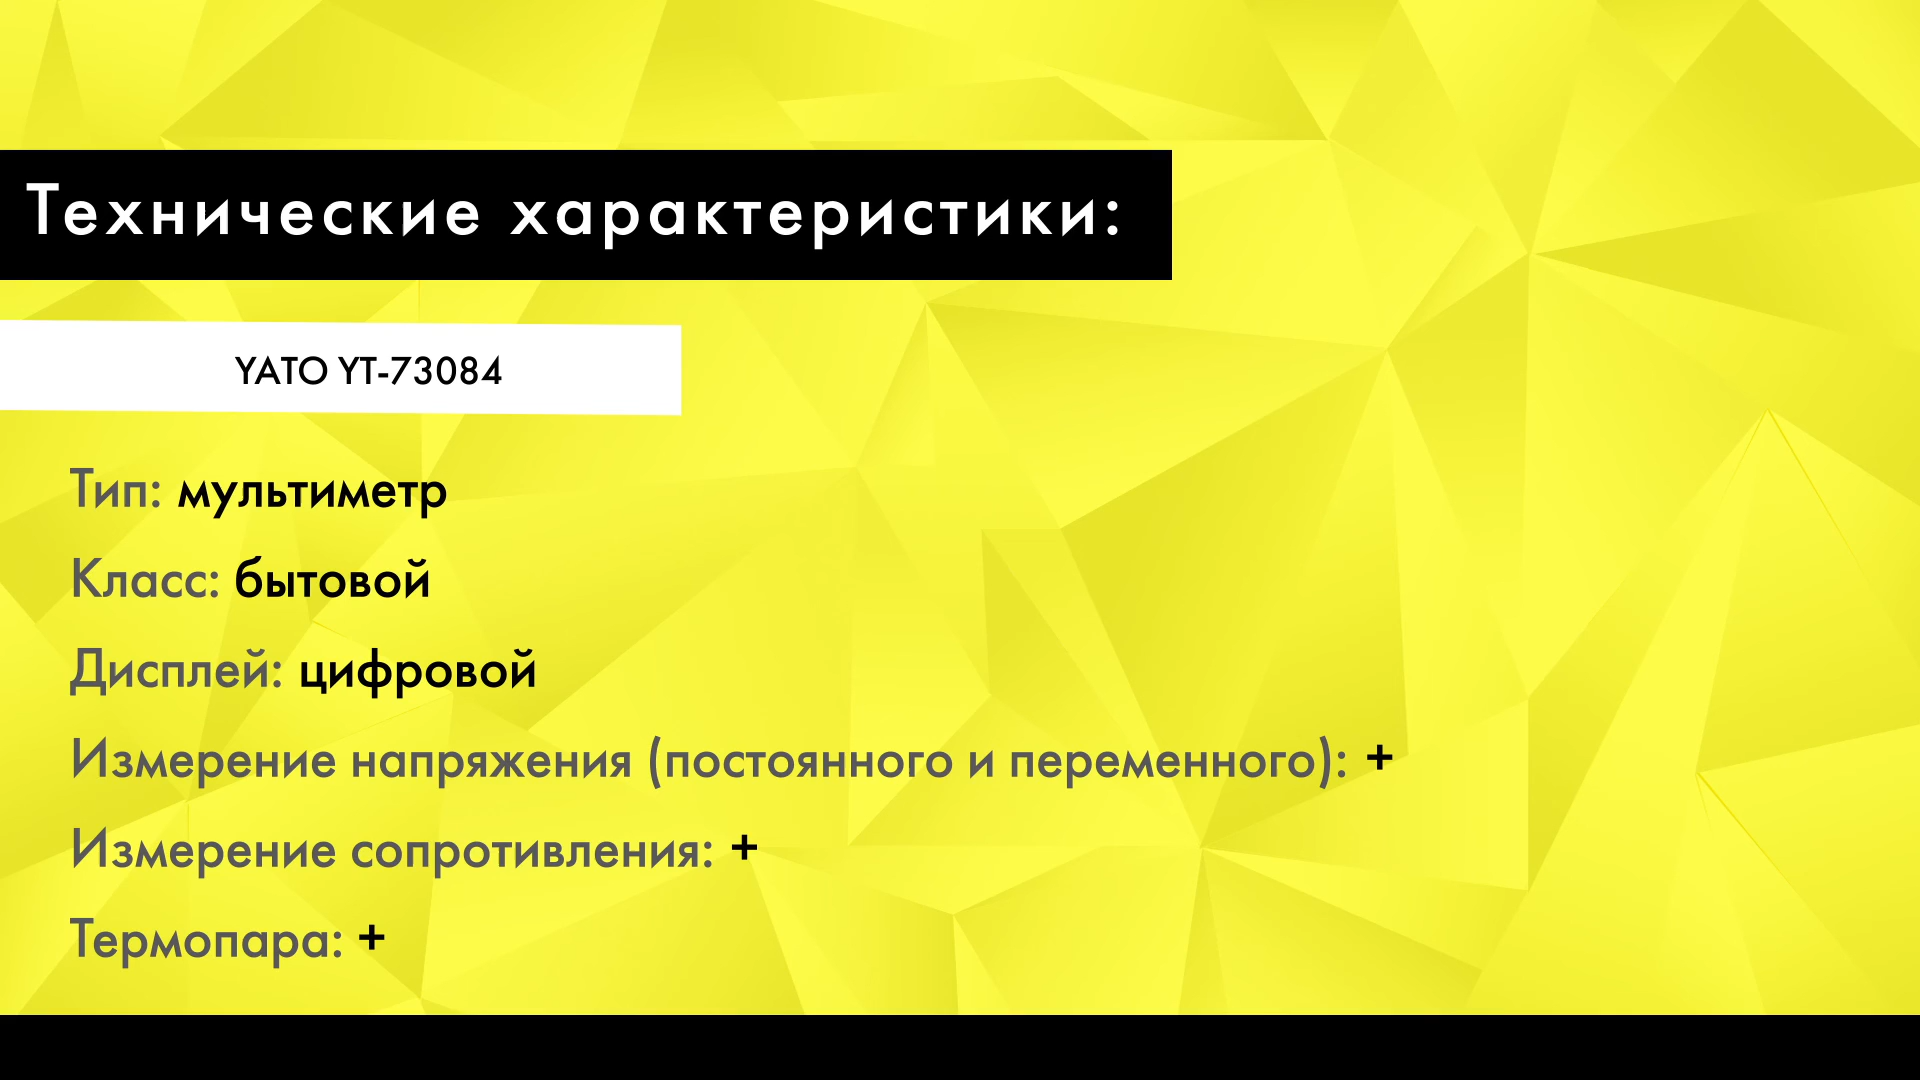 Технические характеристики:
YATO YT-73084
Тип: мультиметр
Класс: бытовой
Дисплей: цифровой
Измерение напряжения (постоянного и переменного): +
Измерение сопротивления: +
Термопара: +